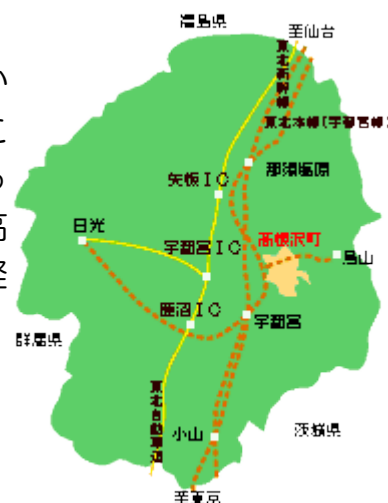 福島県
至仙台
東北新幹線
東北本線(宇都宮線)
那須塩原
矢板IC
日光
宇都宮IC
高根沢町
烏山
鹿沼IC
群馬県
宇都宮
東北自動車道
小山
茨城県
至東京